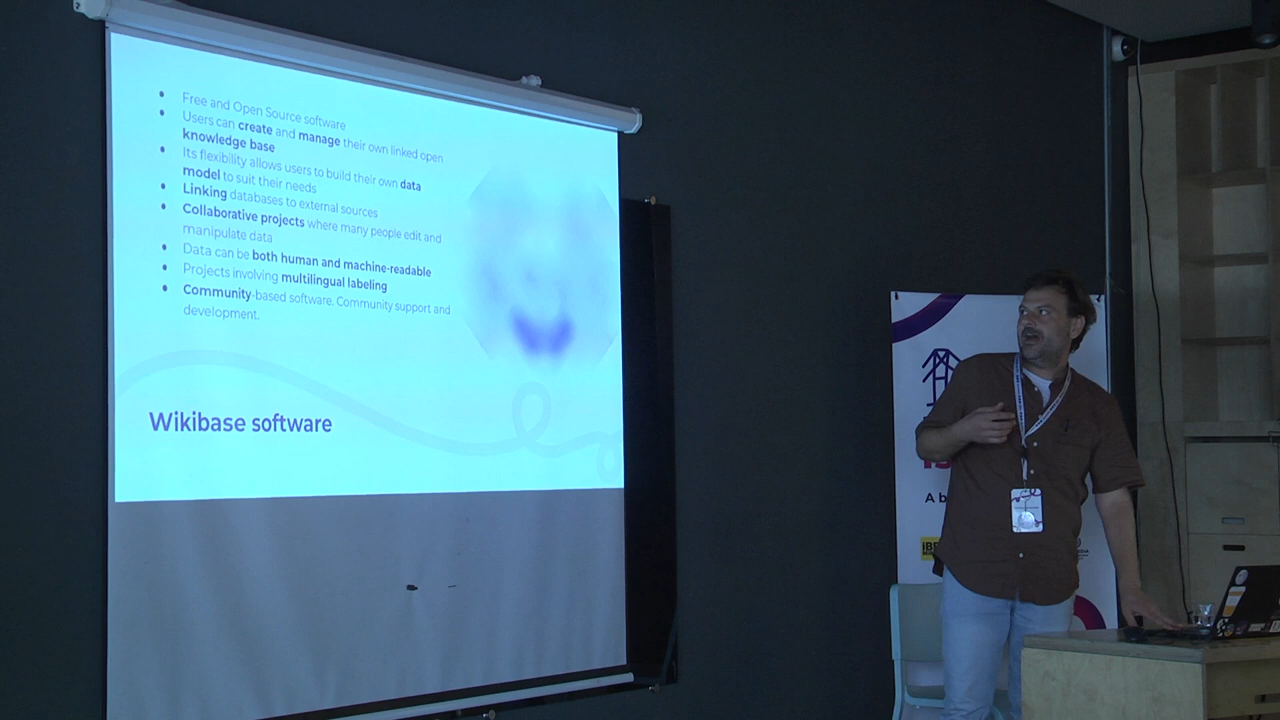 Free and Open Source software
Users can create and manage their own linked open
knowledge base
Its flexibility allows users to build their own data
model to suit their needs
Linking databases to external sources
Collaborative projects where many people edit and
manipulate data
Data can be both human and machine-readable
Projects involving multilingual labeling
Community-based software. Community support and
development.
Wikibase software
A b